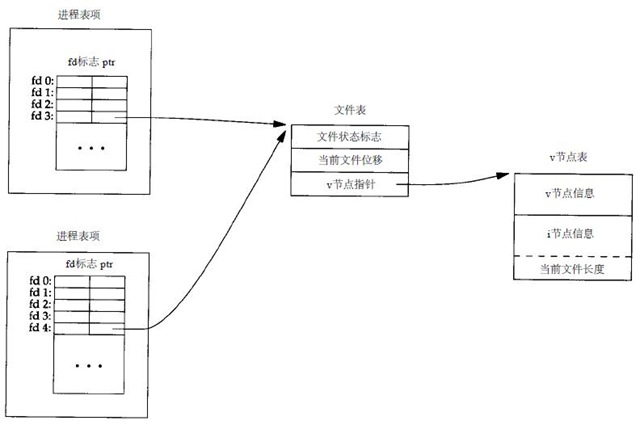 进程表项
fd标志 ptr
fd 0:
fd 1:
fd 2:
fd 3:
• • •
文件表
文件状态标志
当前文件位移
v节点指针
v节点表
v节点信息
i节点信息
当前文件长度
进程表项
fd标志 ptr
fd 0:
fd 1:
fd 2:
fd 3:
fd 4:
• • •